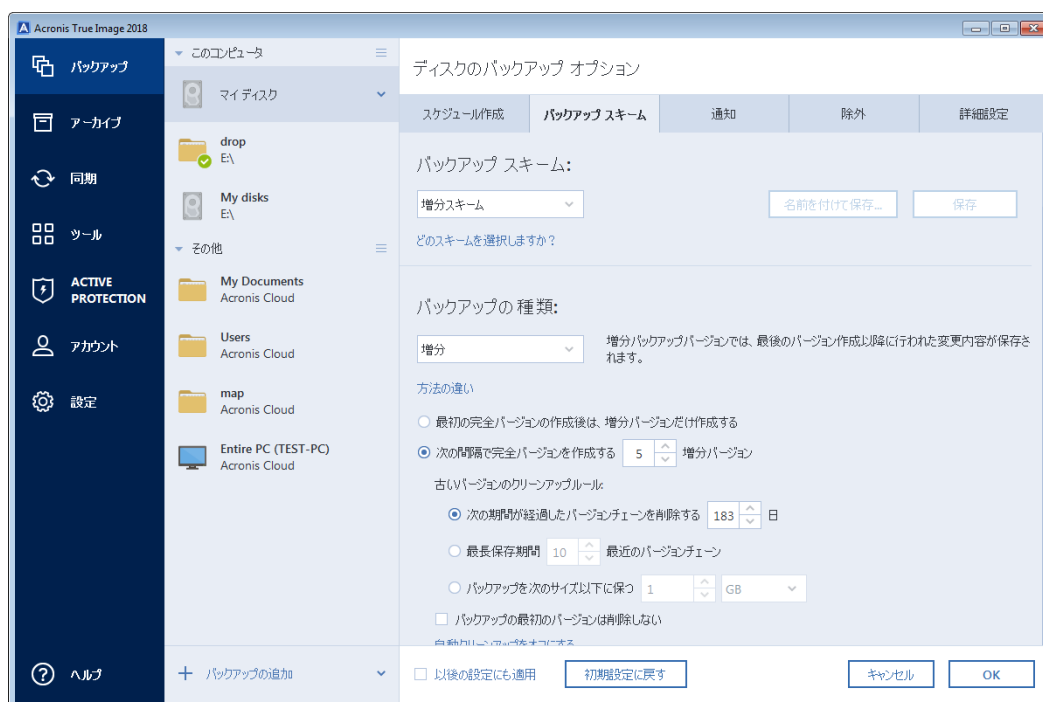 Acronis True Image 2018
バックアップ
アーカイブ
同期
ツール
ACTIVE
PROTECTION
アカウント
設定
ヘルプ
このコンピュータ
マイ ディスク
drop
E:\
My disks
E:\
その他
My Documents
Acronis Cloud
Users
Acronis Cloud
map
Acronis Cloud
Entire PC (TEST-PC)
Acronis Cloud
バックアップの追加
ディスクのバックアップ オプション
スケジュール作成 バックアップ スキーム 通知 除外 詳細設定
バックアップ スキーム:
増分スキーム 名前を付けて保存... 保存
どのスキームを選択しますか？
バックアップの種類:
増分
増分バックアップバージョンでは、最後のバージョン作成以降に行われた変更内容が保存さ
れます。
方法の違い
最初の完全バージョンの作成後は、増分バージョンだけ作成する
次の間隔で完全バージョンを作成する 5 増分バージョン
古いバージョンのクリーンアップルール:
次の期間が経過したバージョンチェーンを削除する 183 日
最長保存期間 10 最近のバージョンチェーン
バックアップを次のサイズ以下に保つ 1 GB
バックアップの最初のバージョンは削除しない
自動クリーンアップをオフにする
以後の設定にも適用 初期設定に戻す キャンセル OK